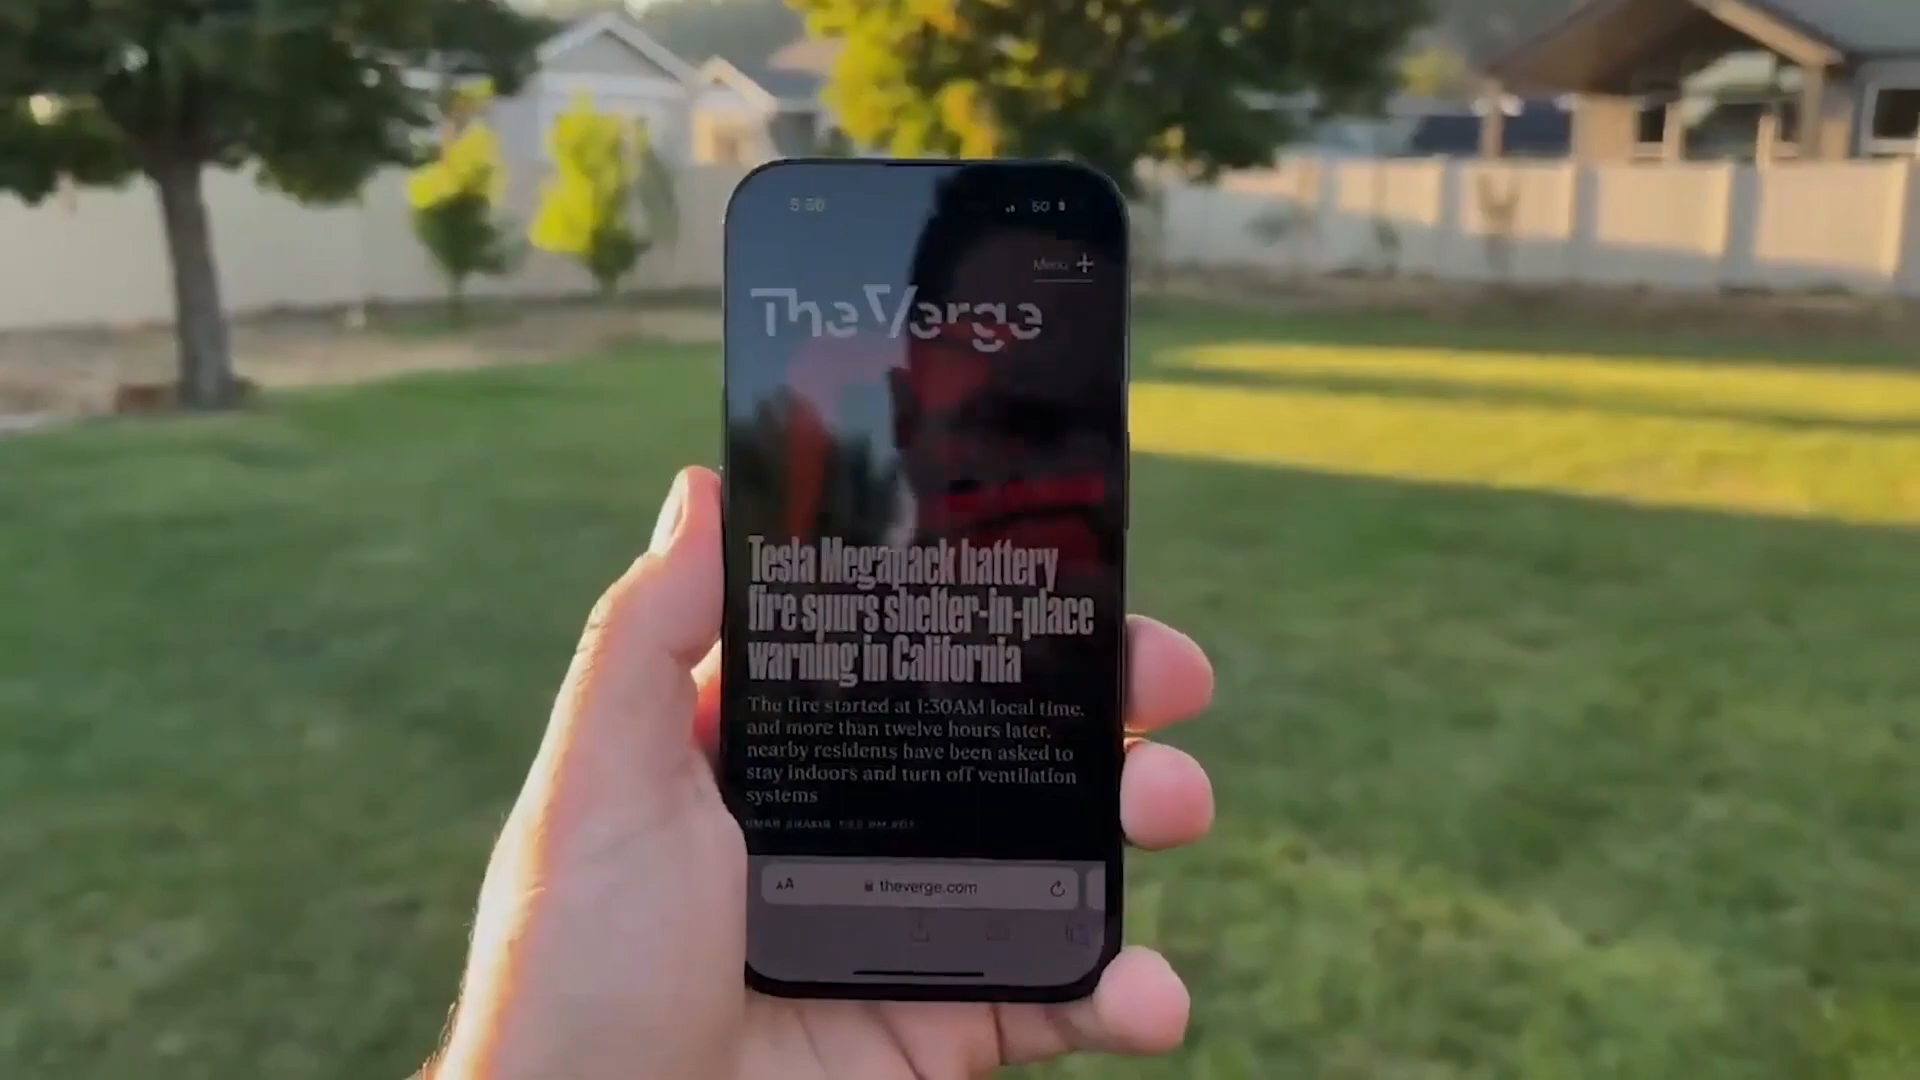 5G
Menu +
The Verge
Tesla Megapack battery
fire spurs shelter-in-place
warning in California
The fire started at 1:30AM local time,
and more than twelve hours later,
nearby residents have been asked to
stay indoors and turn off ventilation
systems
AA theverge.com